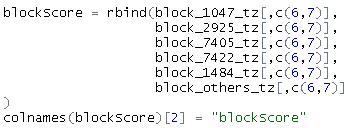 blockScore = rbind(block_1047_tz[,c(6,7)],
block_2925_tz[,c(6,7)],
block_7405_tz[,c(6,7)],
block_7422_tz[,c(6,7)],
block_1484_tz[,c(6,7)],
block_others_tz[,c(6,7)]
)
colnames(blockScore)[2] = "blockScore"